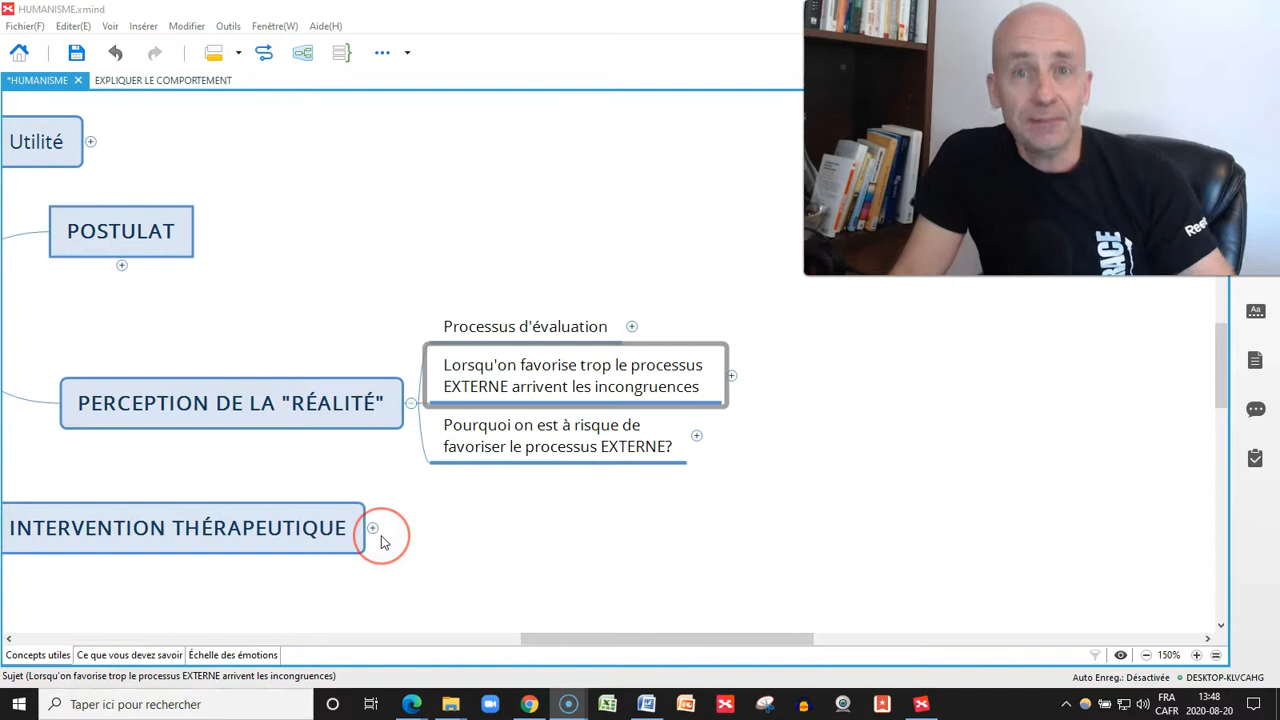 HUMANISME.xmind
Fichier(F) Editer(E) Voir Insérer Modifier Outils Fenêtre(W) Aide(H)
*HUMANISME EXPLIQUER LE COMPORTEMENT
Utilité
POSTULAT
Processus d'évaluation
Lorsqu'on favorise trop le processus
EXTERNE arrivent les incongruences
PERCEPTION DE LA "RÉALITÉ"
Pourquoi on est à risque de
favoriser le processus EXTERNE?
INTERVENTION THÉRAPEUTIQUE
RACE
Aa
Concepts utiles Ce que vous devez savoir Échelle des émotions
150%
Sujet (Lorsqu'on favorise trop le processus EXTERNE arrivent les incongruences)
Auto Enreg.: Désactivée DESKTOP-KLVCAHG
Taper ici pour rechercher
FRA
CAFR
13:48
2020-08-20